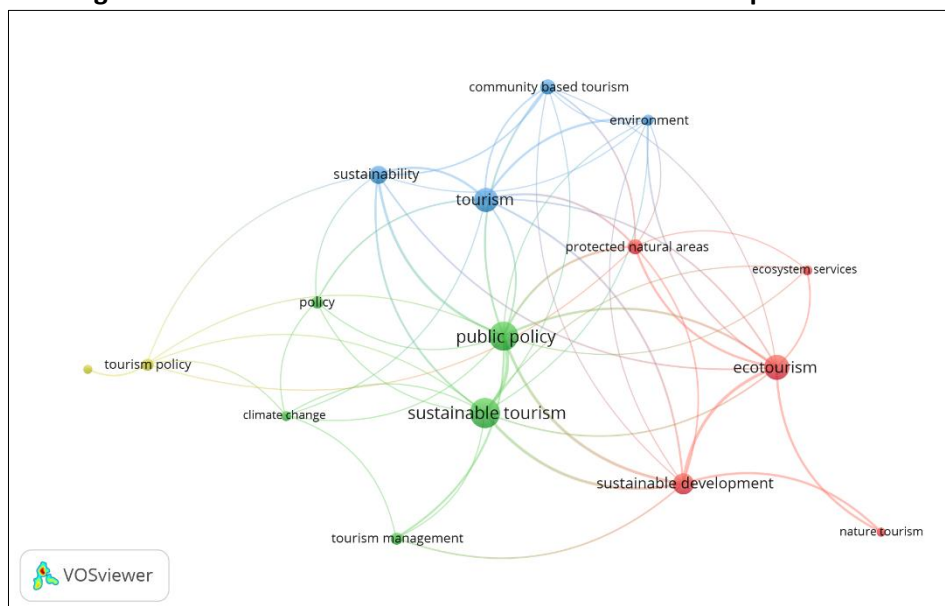 community based tourism
environment
sustainability
tourism
protected natural areas
ecosystem services
policy
public policy
tourism policy
ecotourism
climate change
sustainable tourism
sustainable development
tourism management
nature tourism
VOSviewer